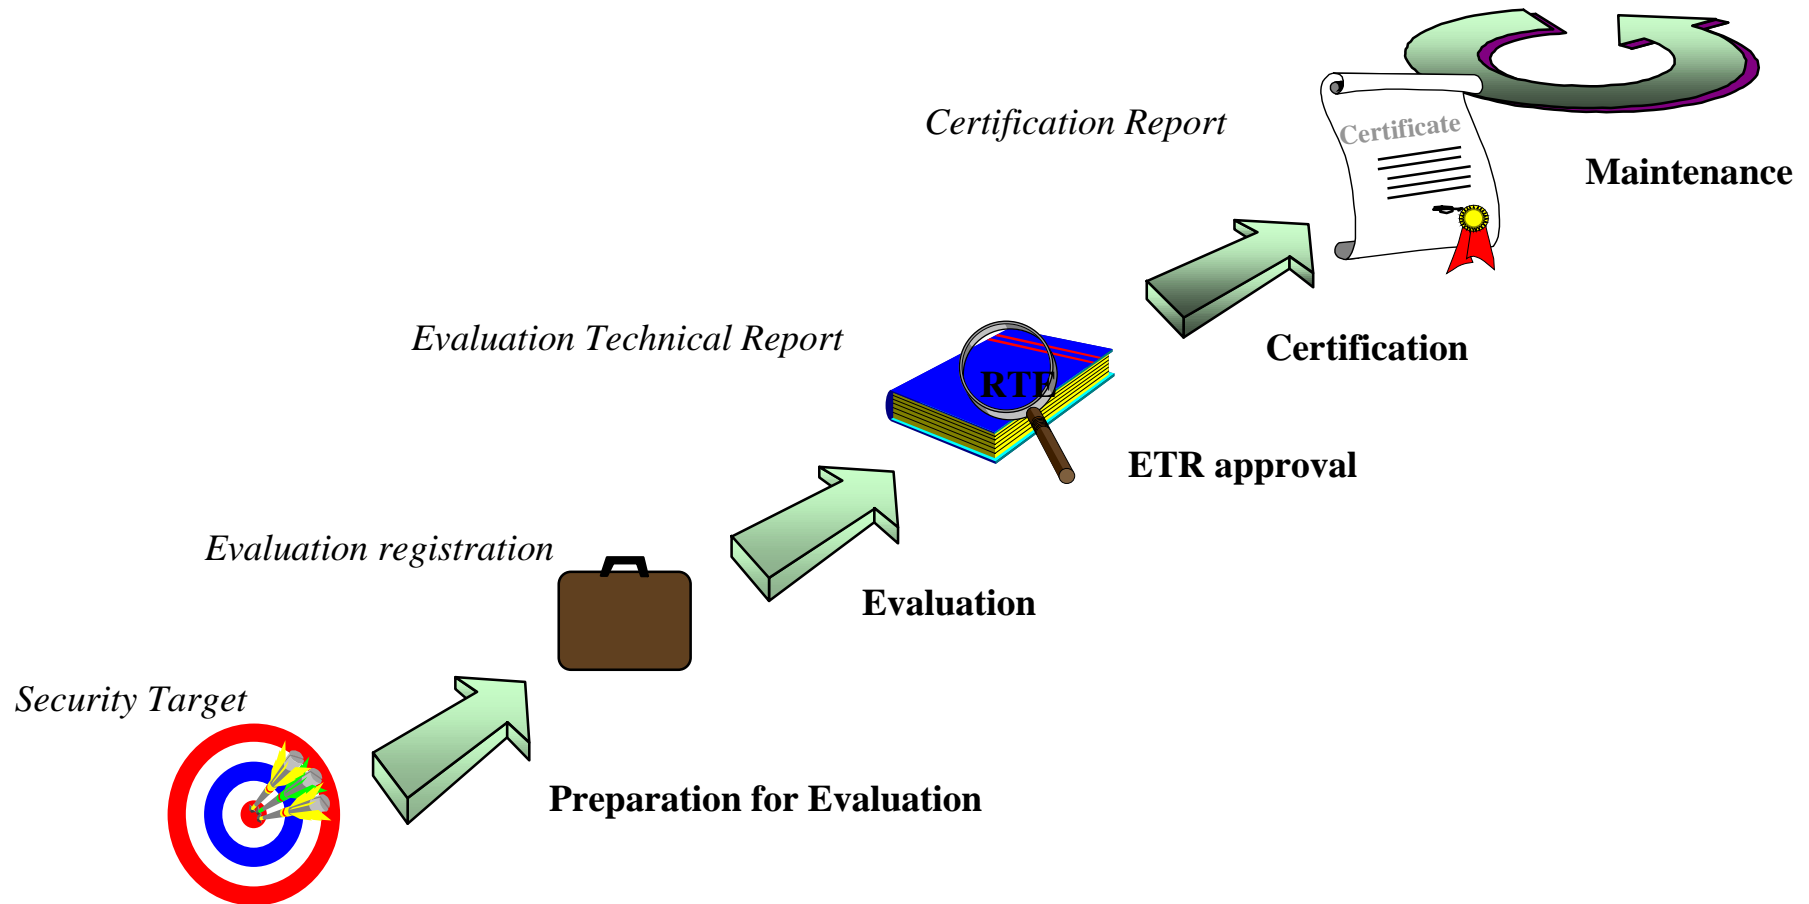 Certification Report
Certificate
Maintenance
Evaluation Technical Report
Certification
RTE
ETR approval
Evaluation registration
Evaluation
Security Target
Preparation for Evaluation